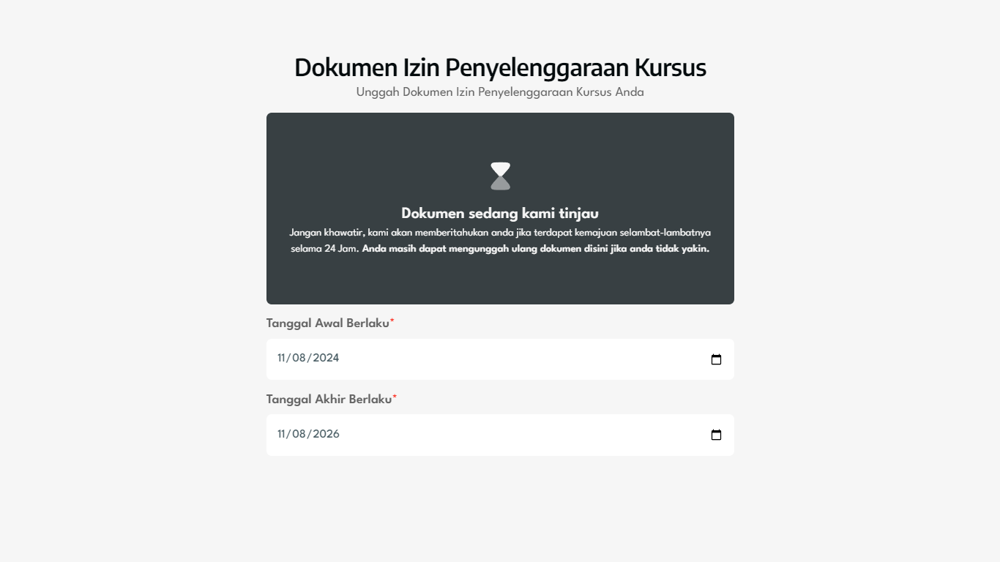 Dokumen Izin Penyelenggaraan Kursus
Unggah Dokumen Izin Penyelenggaraan Kursus Anda
Dokumen sedang kami tinjau
Jangan khawatir, kami akan memberitahukan anda jika terdapat kemajuan selambat-lambatnya
selama 24 Jam. Anda masih dapat mengunggah ulang dokumen disini jika anda tidak yakin.
Tanggal Awal Berlaku*
11/08/2024
Tanggal Akhir Berlaku*
11/08/2026